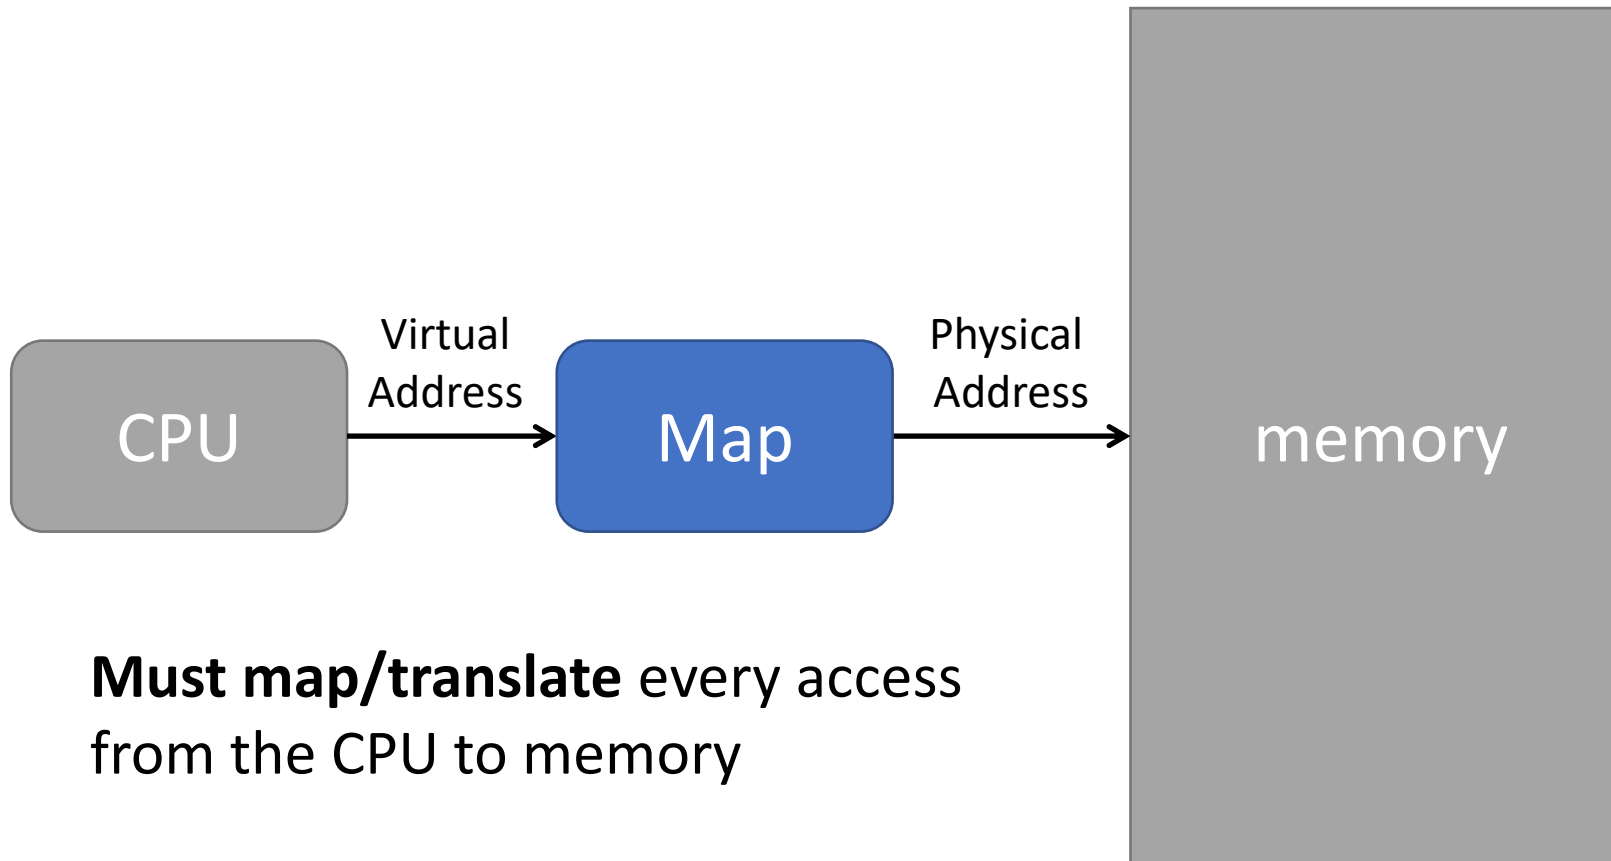 Virtual
Address
Physical
Address
CPU
Map
memory
Must map/translate every access
from the CPU to memory